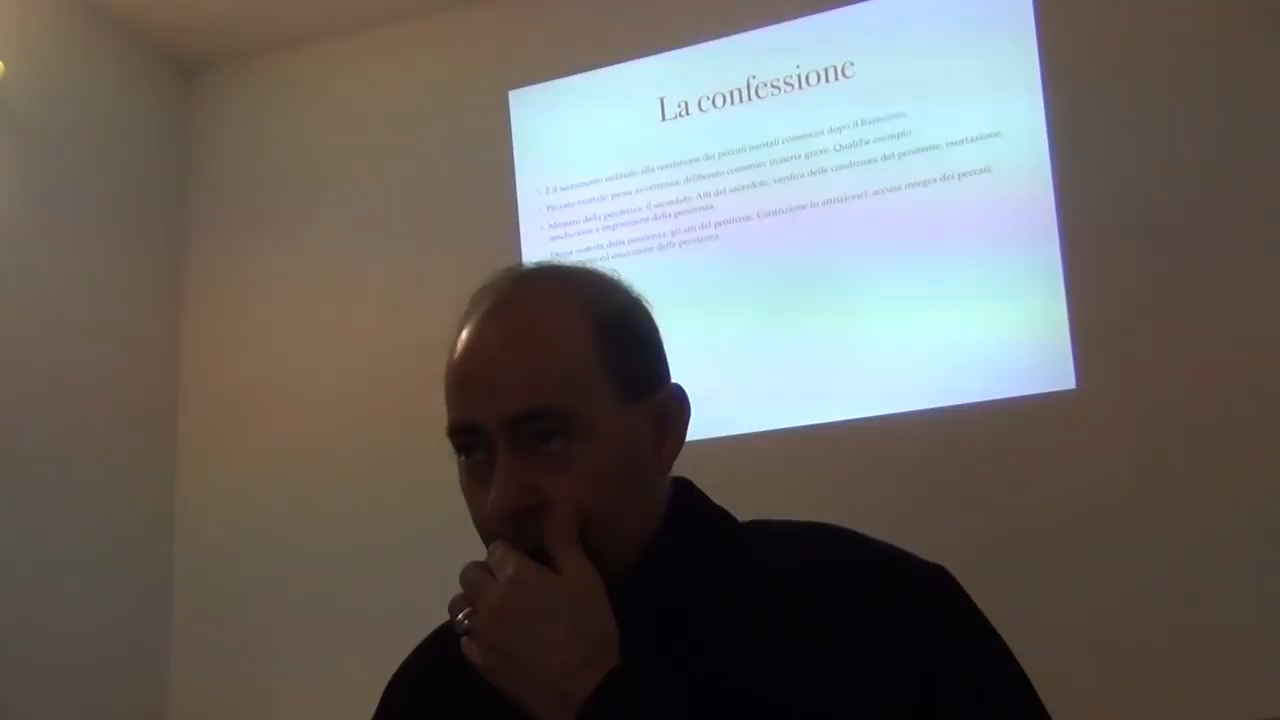 La confessione
È il sacramento ordinato alla remissione dei peccati mortali commessi dopo il Battesimo
Peccato mortale: piena avvertenza, deliberato consenso, materia grave. Qualche esempio.
Ministro della penitenza: il sacerdote. Atti del sacerdote: verifica delle condizioni del penitente, esortazione,
assoluzione e imposizione della penitenza.
materia della penitenza: gli atti del penitente. Contrizione (o attrizione), accusa integra dei peccati,
ed esecuzione della penitenza.